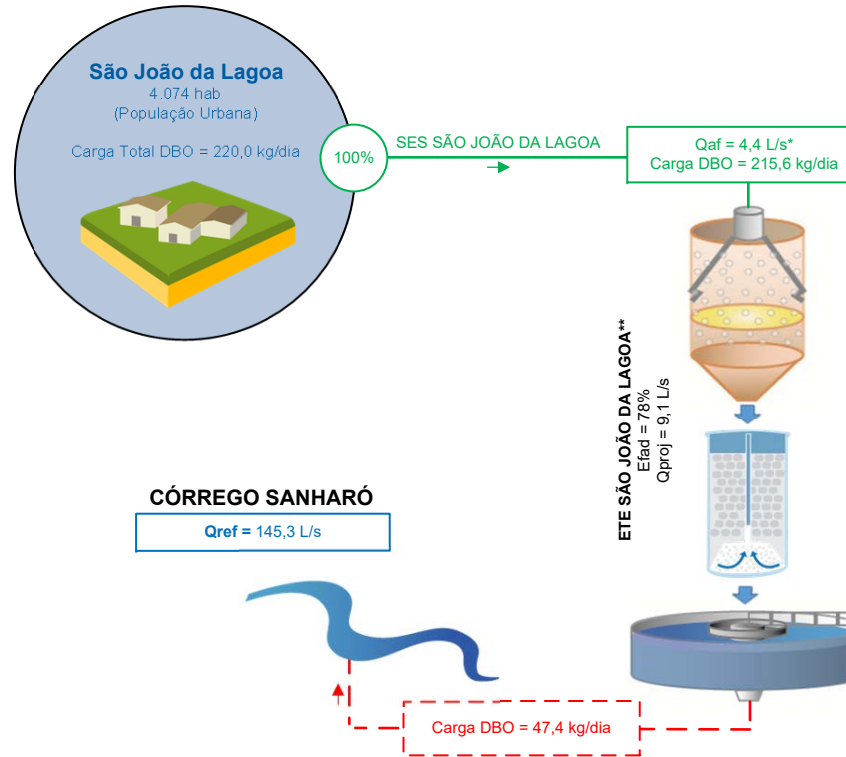 São João da Lagoa
4.074 hab
(População Urbana)
Carga Total DBO = 220,0 kg/dia
100%
SES SÃO JOÃO DA LAGOA
Qaf = 4,4 L/s*
Carga DBO = 215,6 kg/dia
ETE SÃO JOÃO DA LAGOA**
Efad = 78%
Qproj = 9,1 L/s
CÓRREGO SANHARÓ
Qref = 145,3 L/s
Carga DBO = 47,4 kg/dia